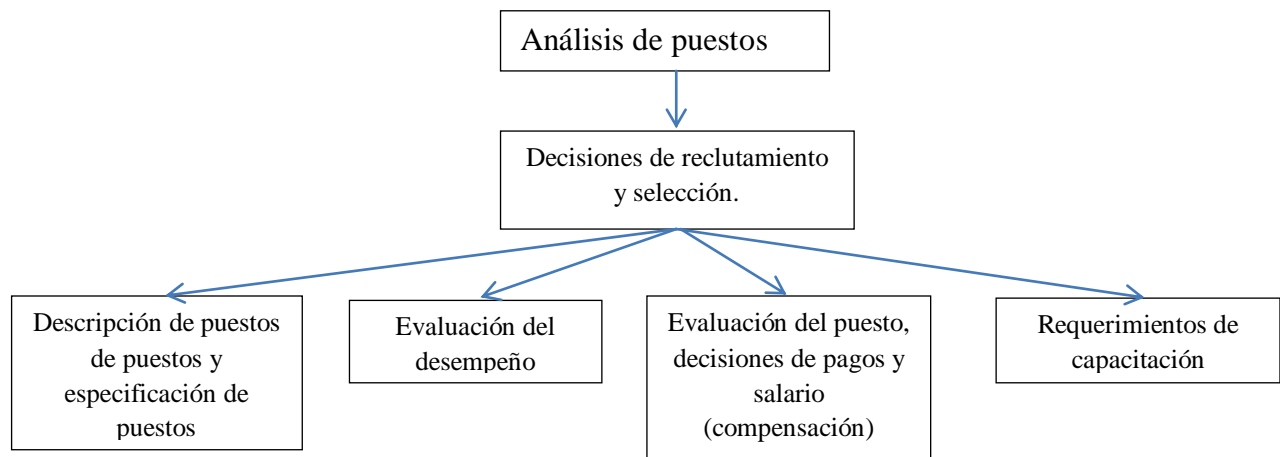 Análisis de puestos
Decisiones de reclutamiento
y selección.
Descripción de puestos
de puestos y
especificación de
puestos
Evaluación del
desempeño
Evaluación del puesto,
decisiones de pagos y
salario
(compensación)
Requerimientos de
capacitación